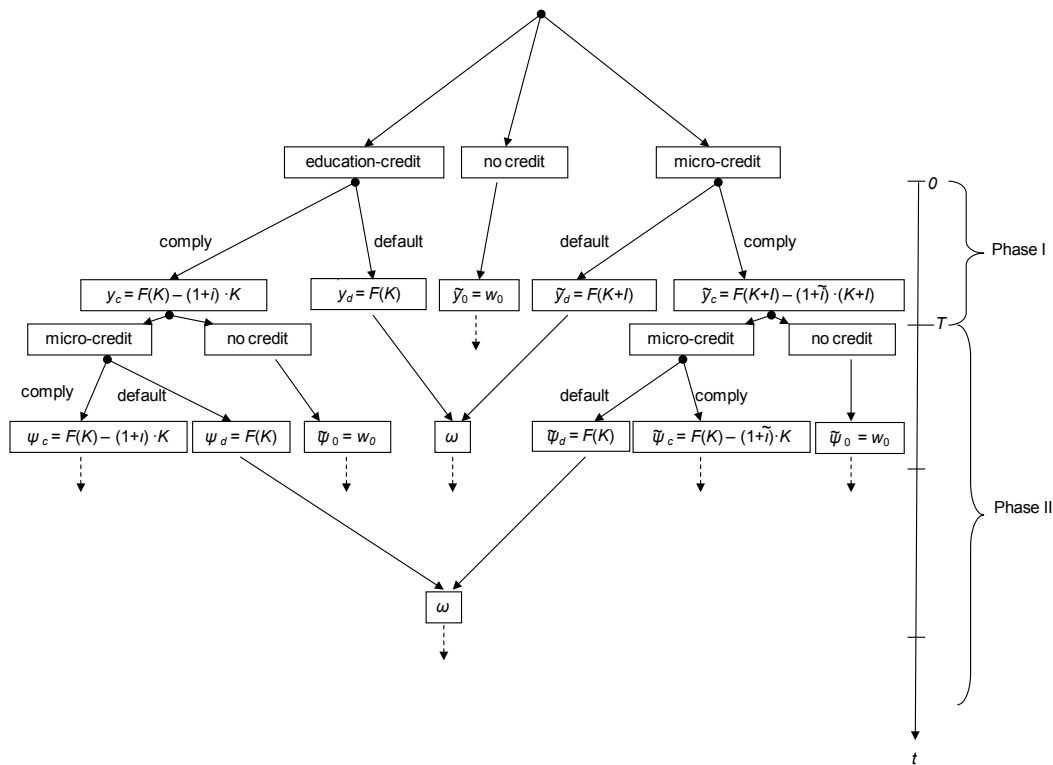 education-credit
no credit
micro-credit
0
comply
default
default
comply
Phase I
y_c = F(K) – (1+i) ·K
y_d = F(K)
ỹ_0 = w_0
ỹ_d = F(K+I)
ỹ_c = F(K+I) – (1+ĩ) ·(K+I)
T
micro-credit
no credit
micro-credit
no credit
comply
default
default
comply
ψ_c = F(K) – (1+ı) ·K
ψ_d = F(K)
ψ̃_0 = w_0
ω
ψ̃_d = F(K)
ψ̃_c = F(K) – (1+ĩ)·K
ψ̃_0 = w_0
Phase II
ω
t